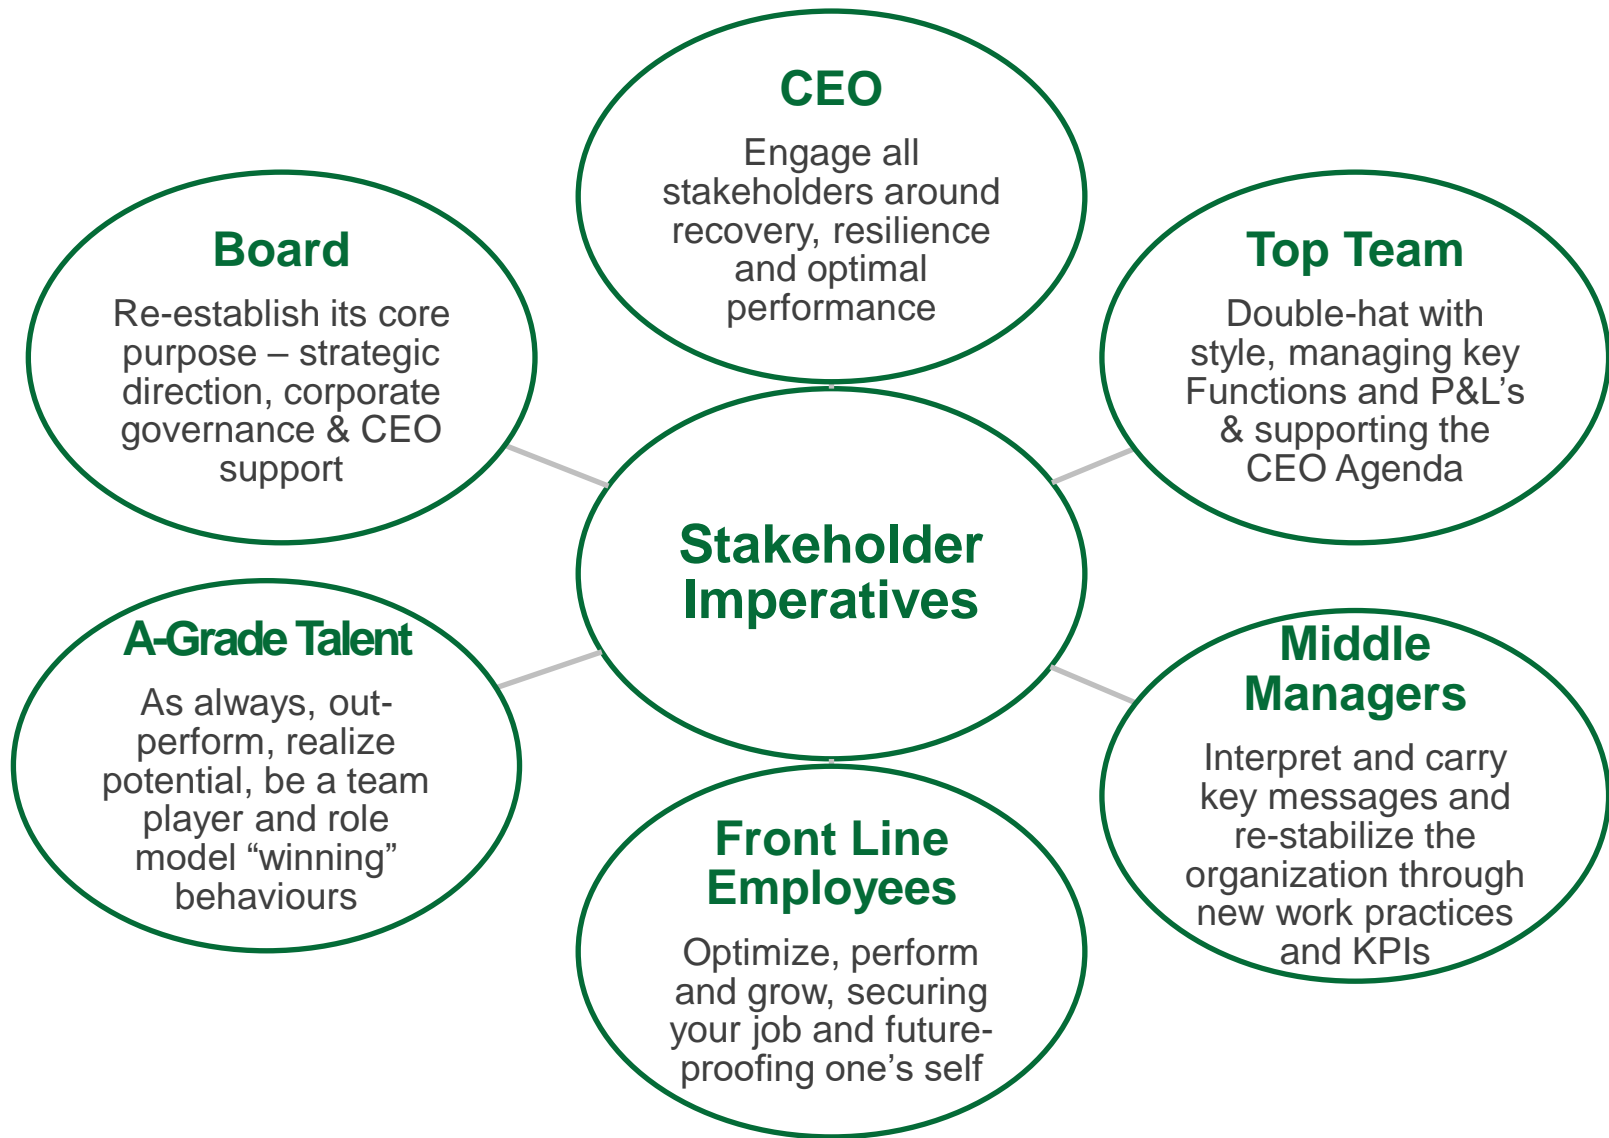 CEO
Engage all
stakeholders around
recovery, resilience
and optimal
performance
Board
Re-establish its core
purpose – strategic
direction, corporate
governance & CEO
support
Top Team
Double-hat with
style, managing key
Functions and P&L’s
& supporting the
CEO Agenda
Stakeholder
Imperatives
A-Grade Talent
As always, out-
perform, realize
potential, be a team
player and role
model “winning”
behaviours
Middle
Managers
Interpret and carry
key messages and
re-stabilize the
organization through
new work practices
and KPIs
Front Line
Employees
Optimize, perform
and grow, securing
your job and future-
proofing one’s self